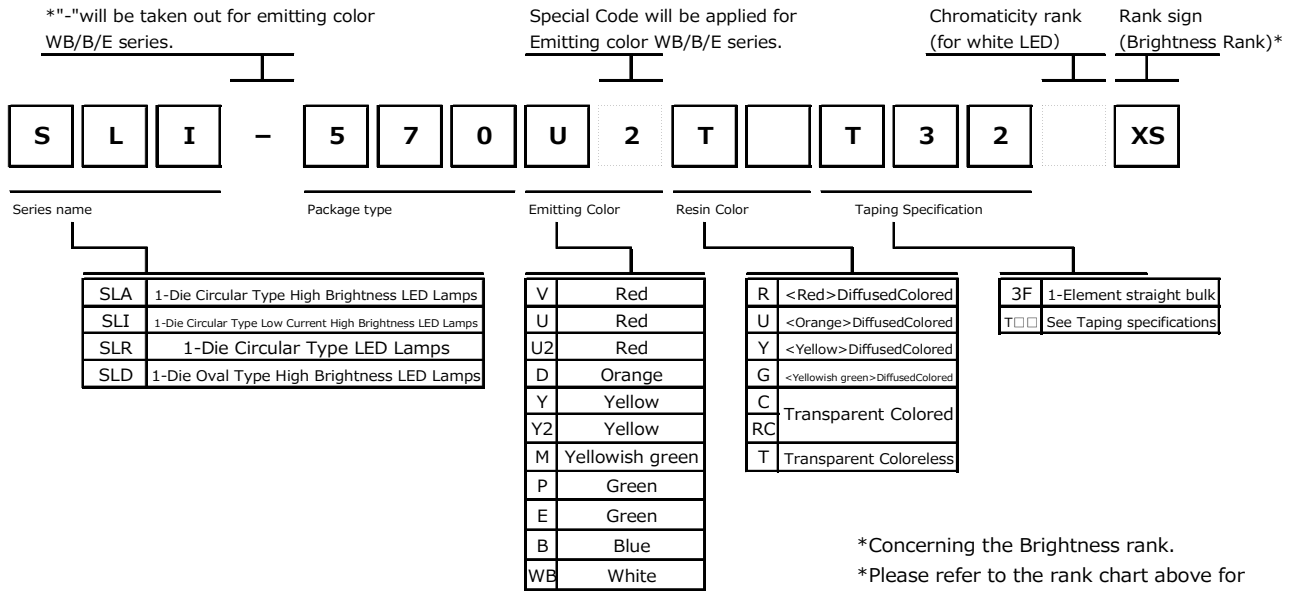 *"-"will be taken out for emitting color
WB/B/E series.
Special Code will be applied for
Emitting color WB/B/E series.
Chromaticity rank
(for white LED)
Rank sign
(Brightness Rank)*
S L I - 5 7 0 U 2 T T 3 2 XS
Series name
Package type
Emitting Color
Resin Color
Taping Specification
SLA 1-Die Circular Type High Brightness LED Lamps
SLI 1-Die Circular Type Low Current High Brightness LED Lamps
SLR 1-Die Circular Type LED Lamps
SLD 1-Die Oval Type High Brightness LED Lamps
V Red
U Red
U2 Red
D Orange
Y Yellow
Y2 Yellow
M Yellowish green
P Green
E Green
B Blue
WB White
R <Red>DiffusedColored
U <Orange>DiffusedColored
Y <Yellow>DiffusedColored
G <Yellowish green>DiffusedColored
C
Transparent Colored
RC
T Transparent Coloreless
3F 1-Element straight bulk
T□□ See Taping specifications
*Concerning the Brightness rank.
*Please refer to the rank chart above for